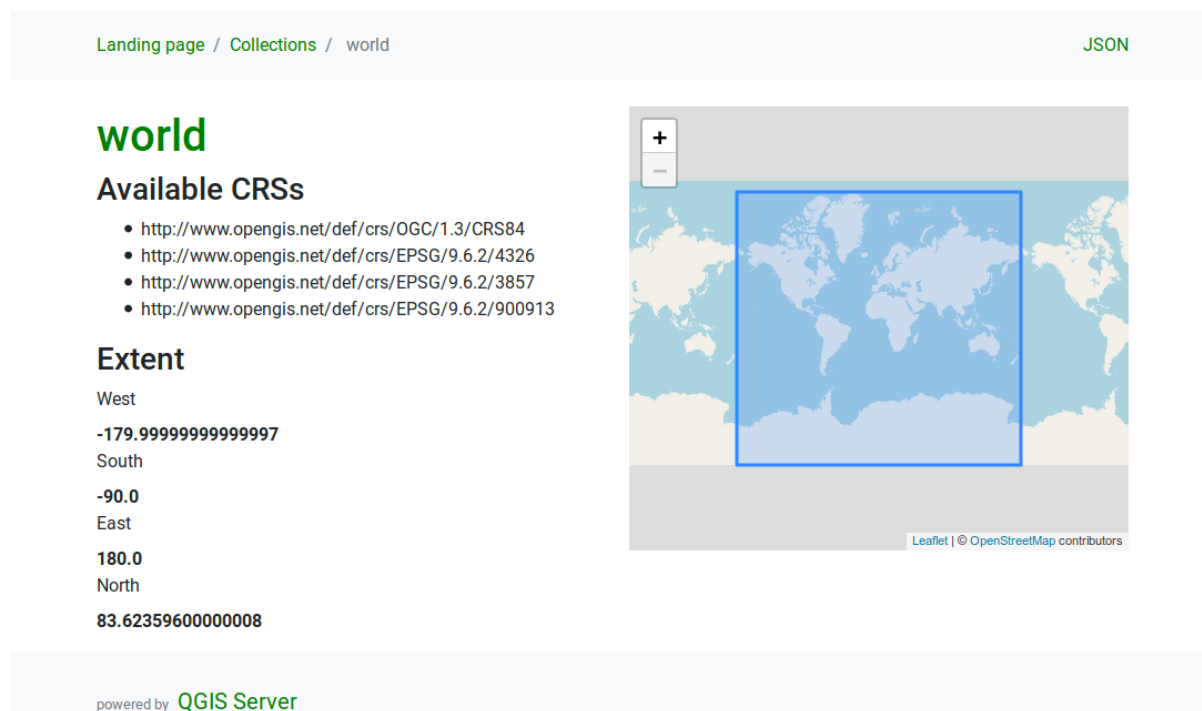 Landing page / Collections / world
JSON
world
Available CRSs
http://www.opengis.net/def/crs/OGC/1.3/CRS84
http://www.opengis.net/def/crs/EPSG/9.6.2/4326
http://www.opengis.net/def/crs/EPSG/9.6.2/3857
http://www.opengis.net/def/crs/EPSG/9.6.2/900913
Extent
West
-179.99999999999997
South
-90.0
East
180.0
North
83.62359600000008
+
−
Leaflet | © OpenStreetMap contributors
powered by QGIS Server